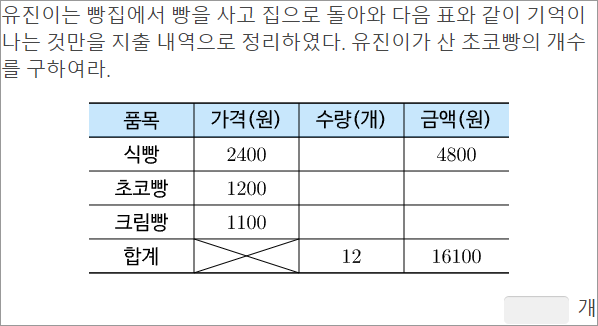 유진이는 빵집에서 빵을 사고 집으로 돌아와 다음 표와 같이 기억이
나는 것만을 지출 내역으로 정리하였다. 유진이가 산 초코빵의 개수
를 구하여라.
품목 가격(원) 수량(개) 금액(원)
식빵 2400 4800
초코빵 1200
크림빵 1100
합계 12 16100
개